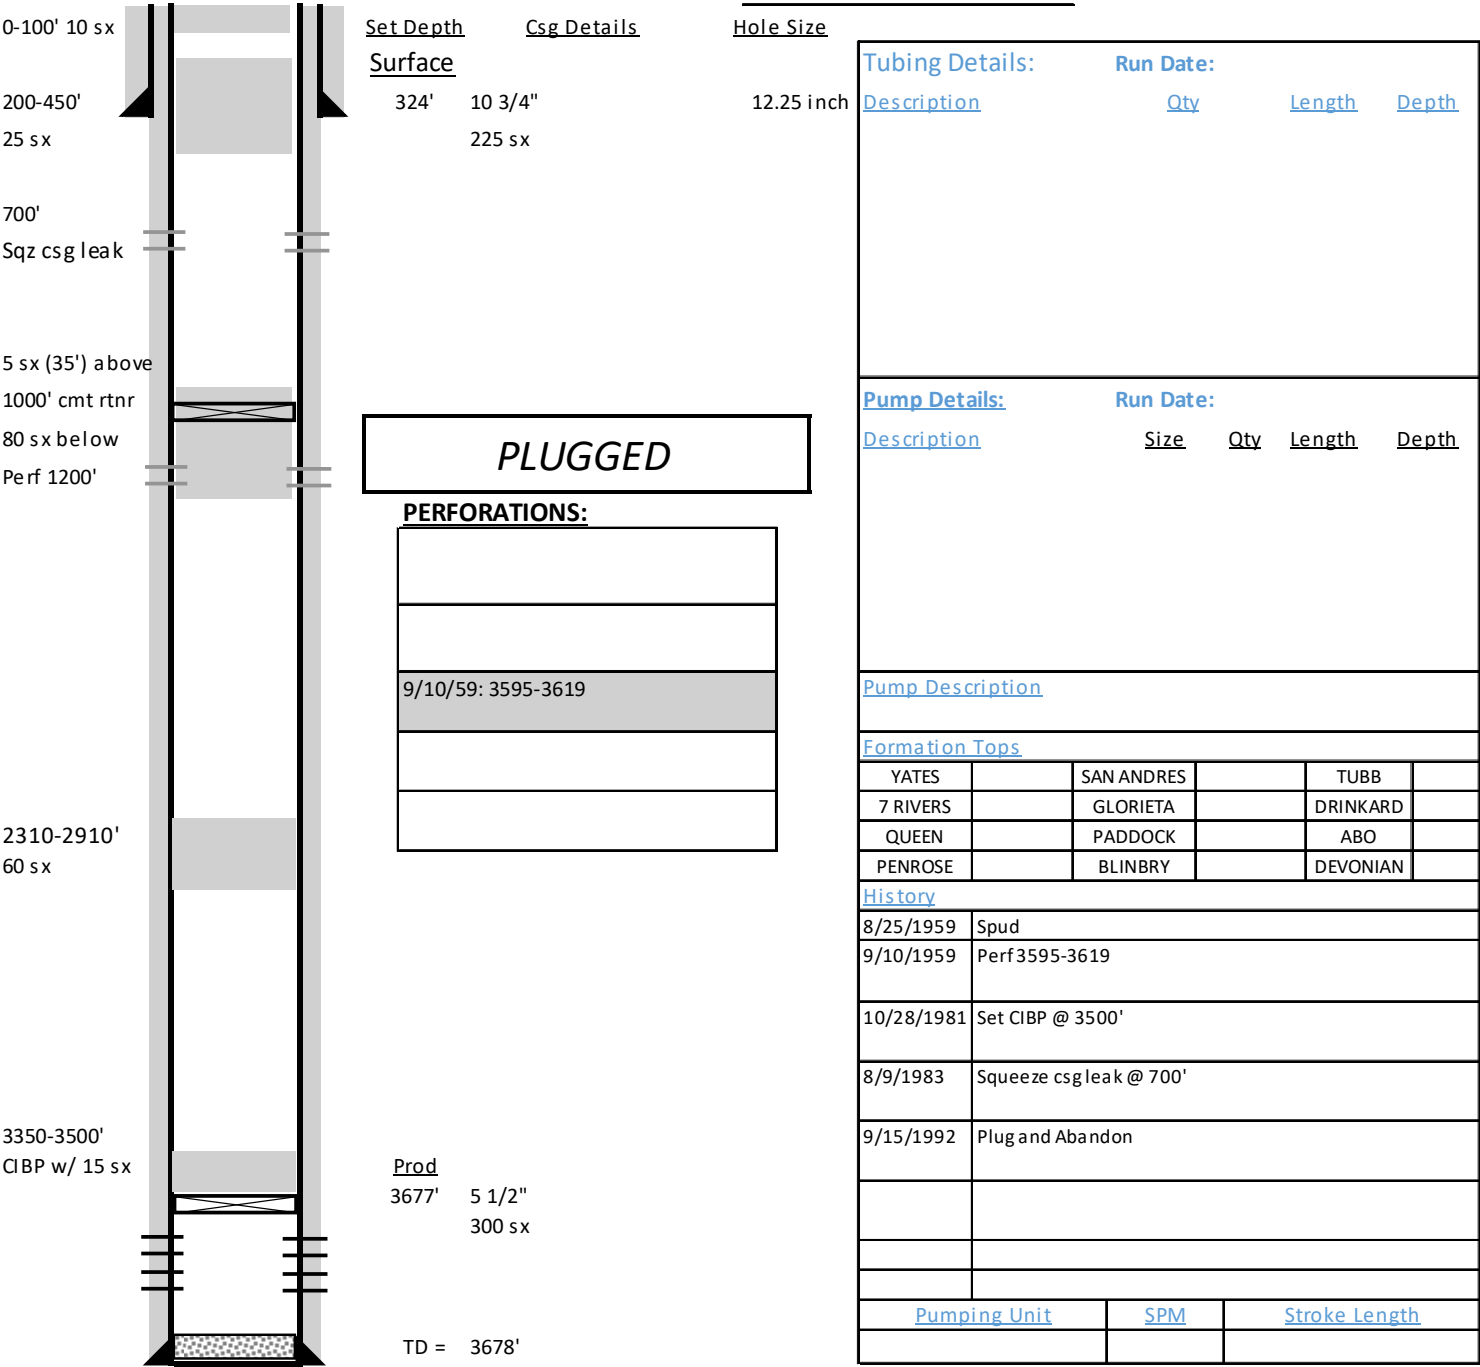 0-100' 10 sx
200-450'
25 sx
700'
Sqz csg leak
5 sx (35') above
1000' cmt rtnr
80 sx below
Perf 1200'
2310-2910'
60 sx
3350-3500'
CIBP w/ 15 sx
Set Depth Csg Details Hole Size
Surface
324' 10 3/4" 12.25 inch
225 sx
PLUGGED
PERFORATIONS:
9/10/59: 3595-3619
Prod
3677' 5 1/2"
300 sx
TD = 3678'
Tubing Details: Run Date:
Description Qty Length Depth
Pump Details: Run Date:
Description Size Qty Length Depth
Pump Description
Formation Tops
YATES SAN ANDRES TUBB
7 RIVERS GLORIETA DRINKARD
QUEEN PADDOCK ABO
PENROSE BLINBRY DEVONIAN
History
8/25/1959 Spud
9/10/1959 Perf 3595-3619
10/28/1981 Set CIBP @ 3500'
8/9/1983 Squeeze csg leak @ 700'
9/15/1992 Plug and Abandon
Pumping Unit SPM Stroke Length